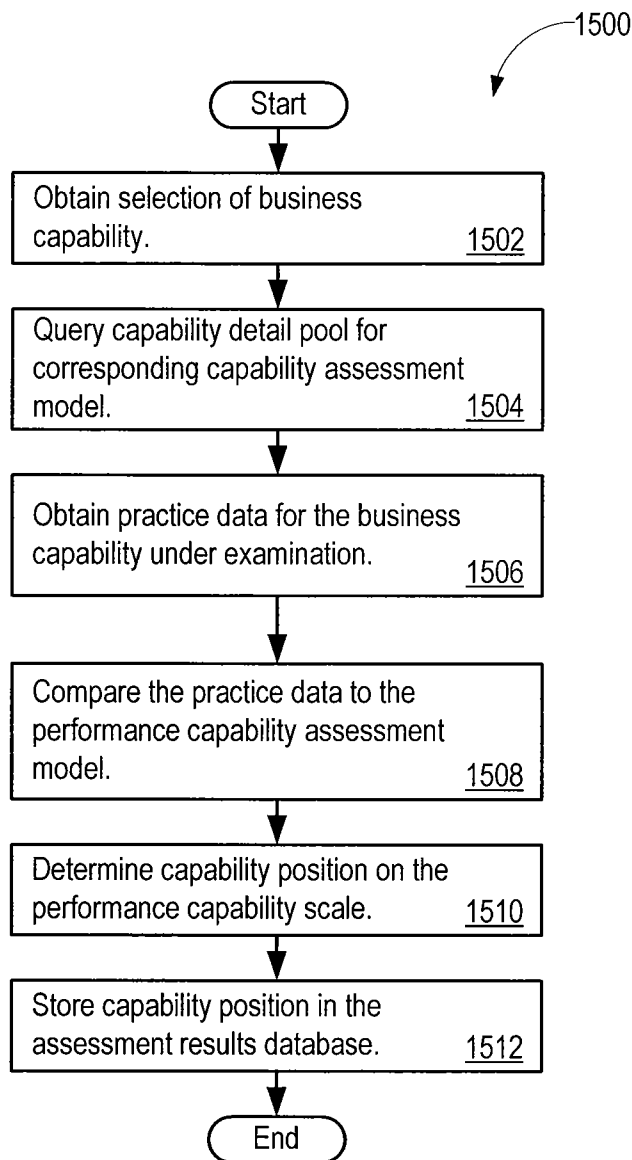 1500
Start
Obtain selection of business
capability. 1502
Query capability detail pool for
corresponding capability assessment
model. 1504
Obtain practice data for the business
capability under examination.
1506
Compare the practice data to the
performance capability assessment
model. 1508
Determine capability position on the
performance capability scale. 1510
Store capability position in the
assessment results database. 1512
End